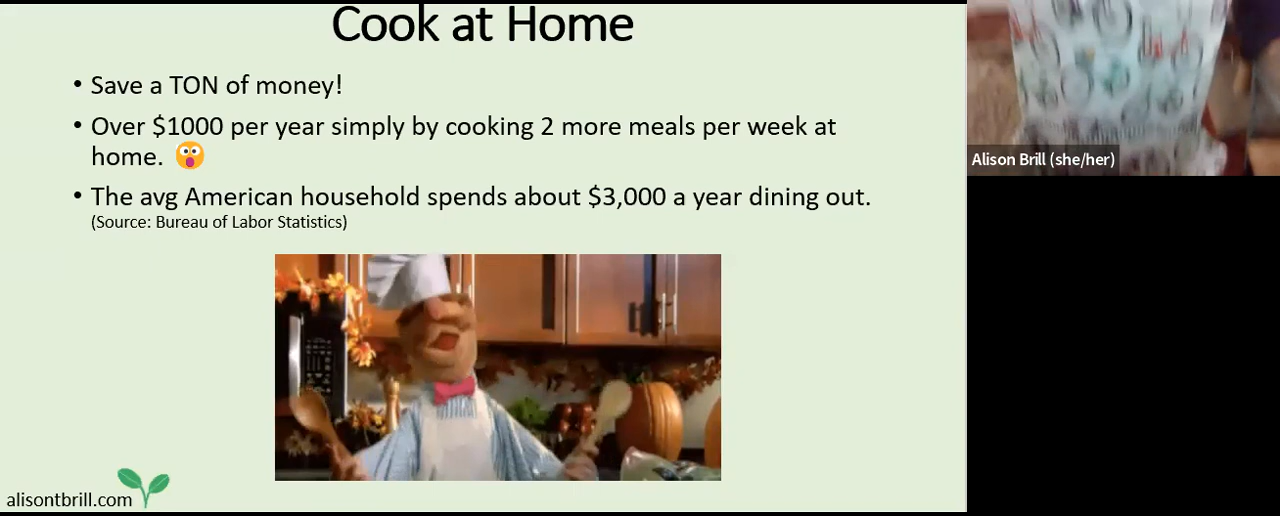 Cook at Home
• Save a TON of money!
• Over $1000 per year simply by cooking 2 more meals per week at
home. 😲
• The avg American household spends about $3,000 a year dining out.
(Source: Bureau of Labor Statistics)
alisontbrill.com
Alison Brill (she/her)